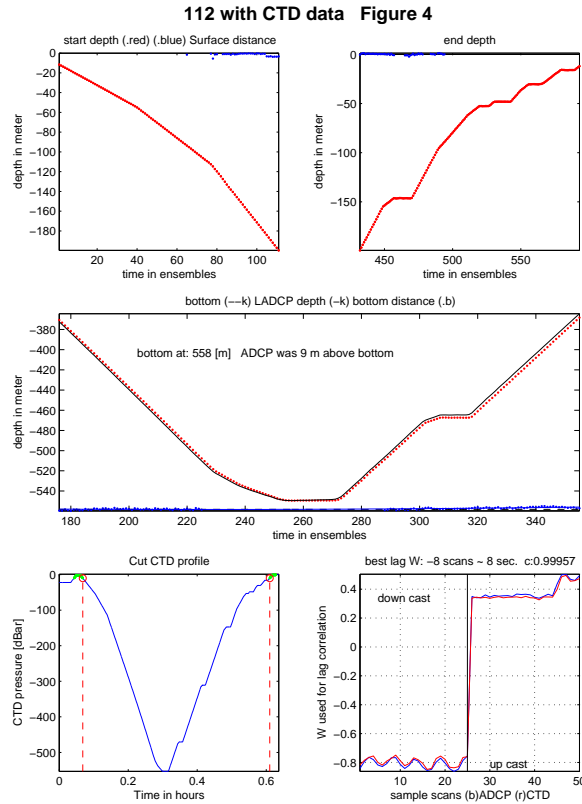 112 with CTD data   Figure 4
start depth (.red) (.blue) Surface distance
end depth
0
−20
−40
−60
−80
−100
−120
−140
−160
−180
depth in meter
20 40 60 80 100
time in ensembles
0
−50
−100
−150
depth in meter
450 500 550
time in ensembles
bottom (−−k) LADCP depth (−k) bottom distance (.b)
−380
−400
−420
−440
−460
−480
−500
−520
−540
depth in meter
bottom at: 558 [m]   ADCP was 9 m above bottom
180 200 220 240 260 280 300 320 340
time in ensembles
Cut CTD profile
0
−100
−200
−300
−400
−500
CTD pressure [dBar]
0 0.2 0.4 0.6
Time in hours
best lag W: −8 scans ~ 8 sec.  c:0.99957
0.4
0.2
0
−0.2
−0.4
−0.6
−0.8
W used for lag correlation
down cast
up cast
10 20 30 40 50
sample scans (b)ADCP (r)CTD